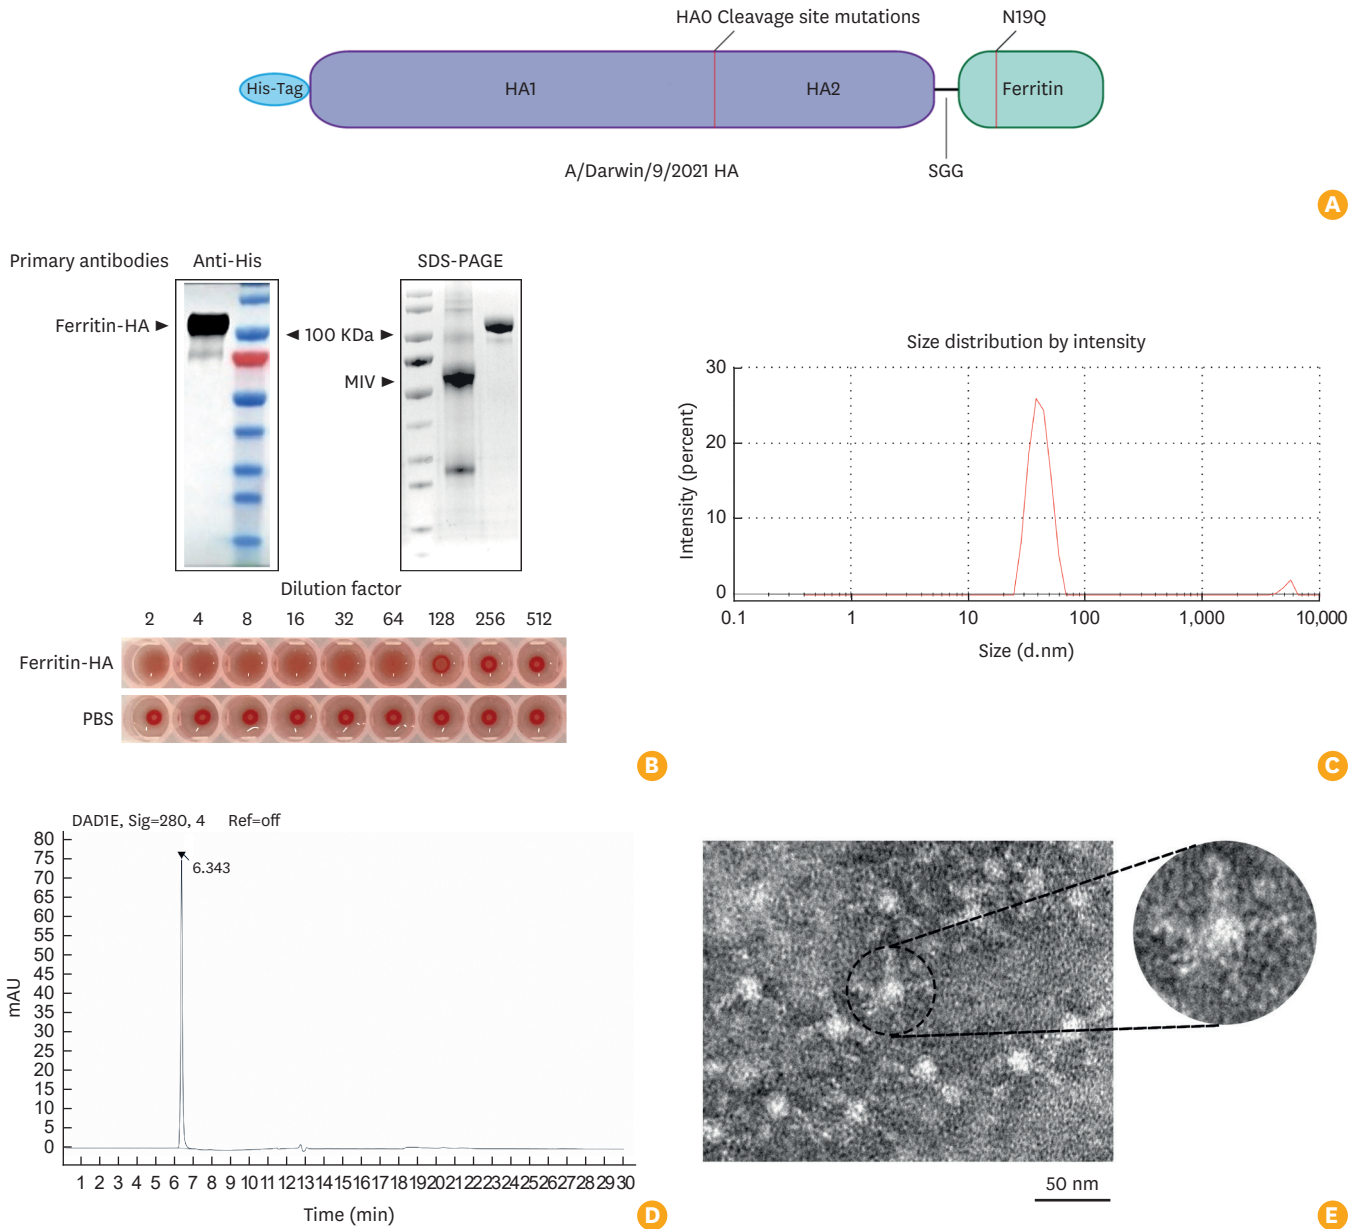 HA0 Cleavage site mutations
N19Q
His-Tag
HA1
HA2
Ferritin
A/Darwin/9/2021 HA
SGG
A
Primary antibodies
Anti-His
SDS-PAGE
Ferritin-HA
100 KDa
MIV
Dilution factor
2 4 8 16 32 64 128 256 512
Ferritin-HA
PBS
B
Size distribution by intensity
30
20
10
0
Intensity (percent)
0.1 1 10 100 1,000 10,000
Size (d.nm)
C
DAD1E, Sig=280, 4 Ref=off
80
75
70
65
60
55
50
45
40
35
30
25
20
15
10
5
0
mAU
6.343
1 2 3 4 5 6 7 8 9 10 11 12 13 14 15 16 17 18 19 20 21 22 23 24 25 26 27 28 29 30
Time (min)
D
50 nm
E